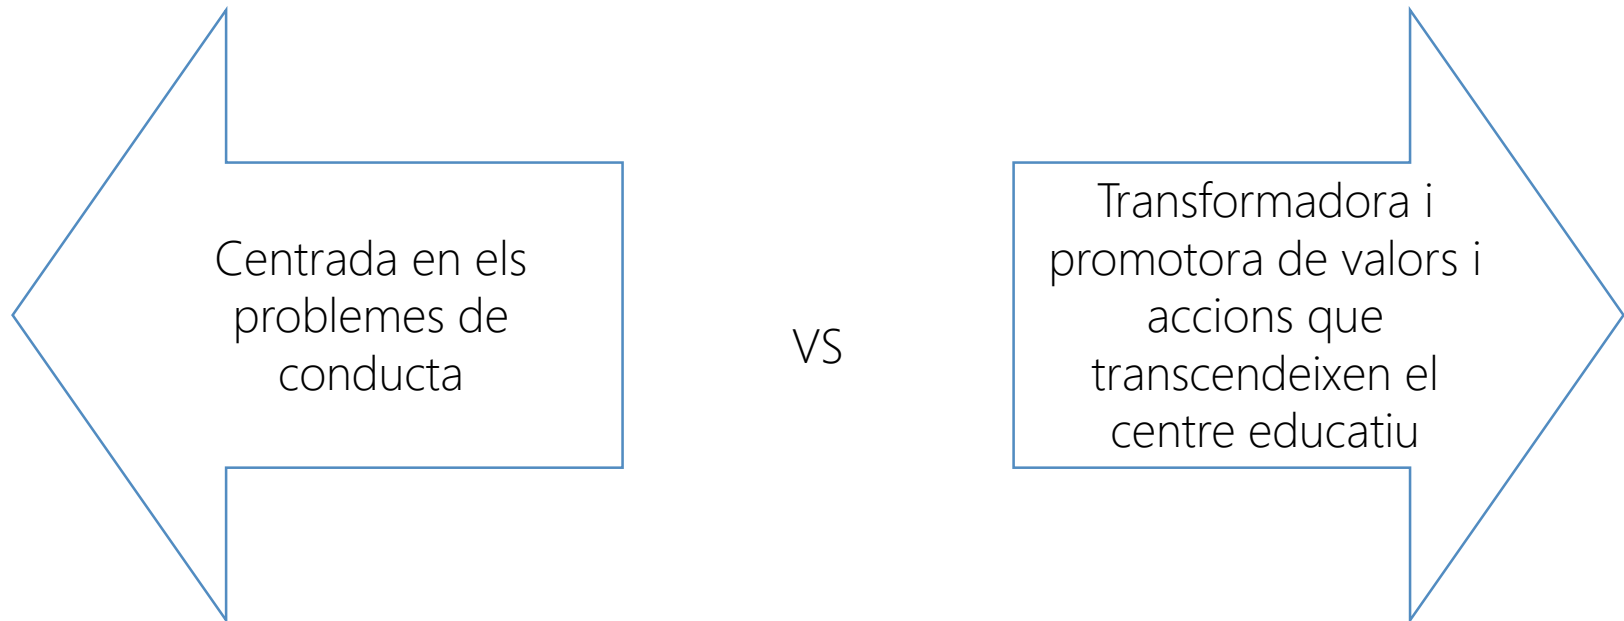 Centrada en els
problemes de
conducta
VS
Transformadora i
promotora de valors i
accions que
transcendeixen el
centre educatiu